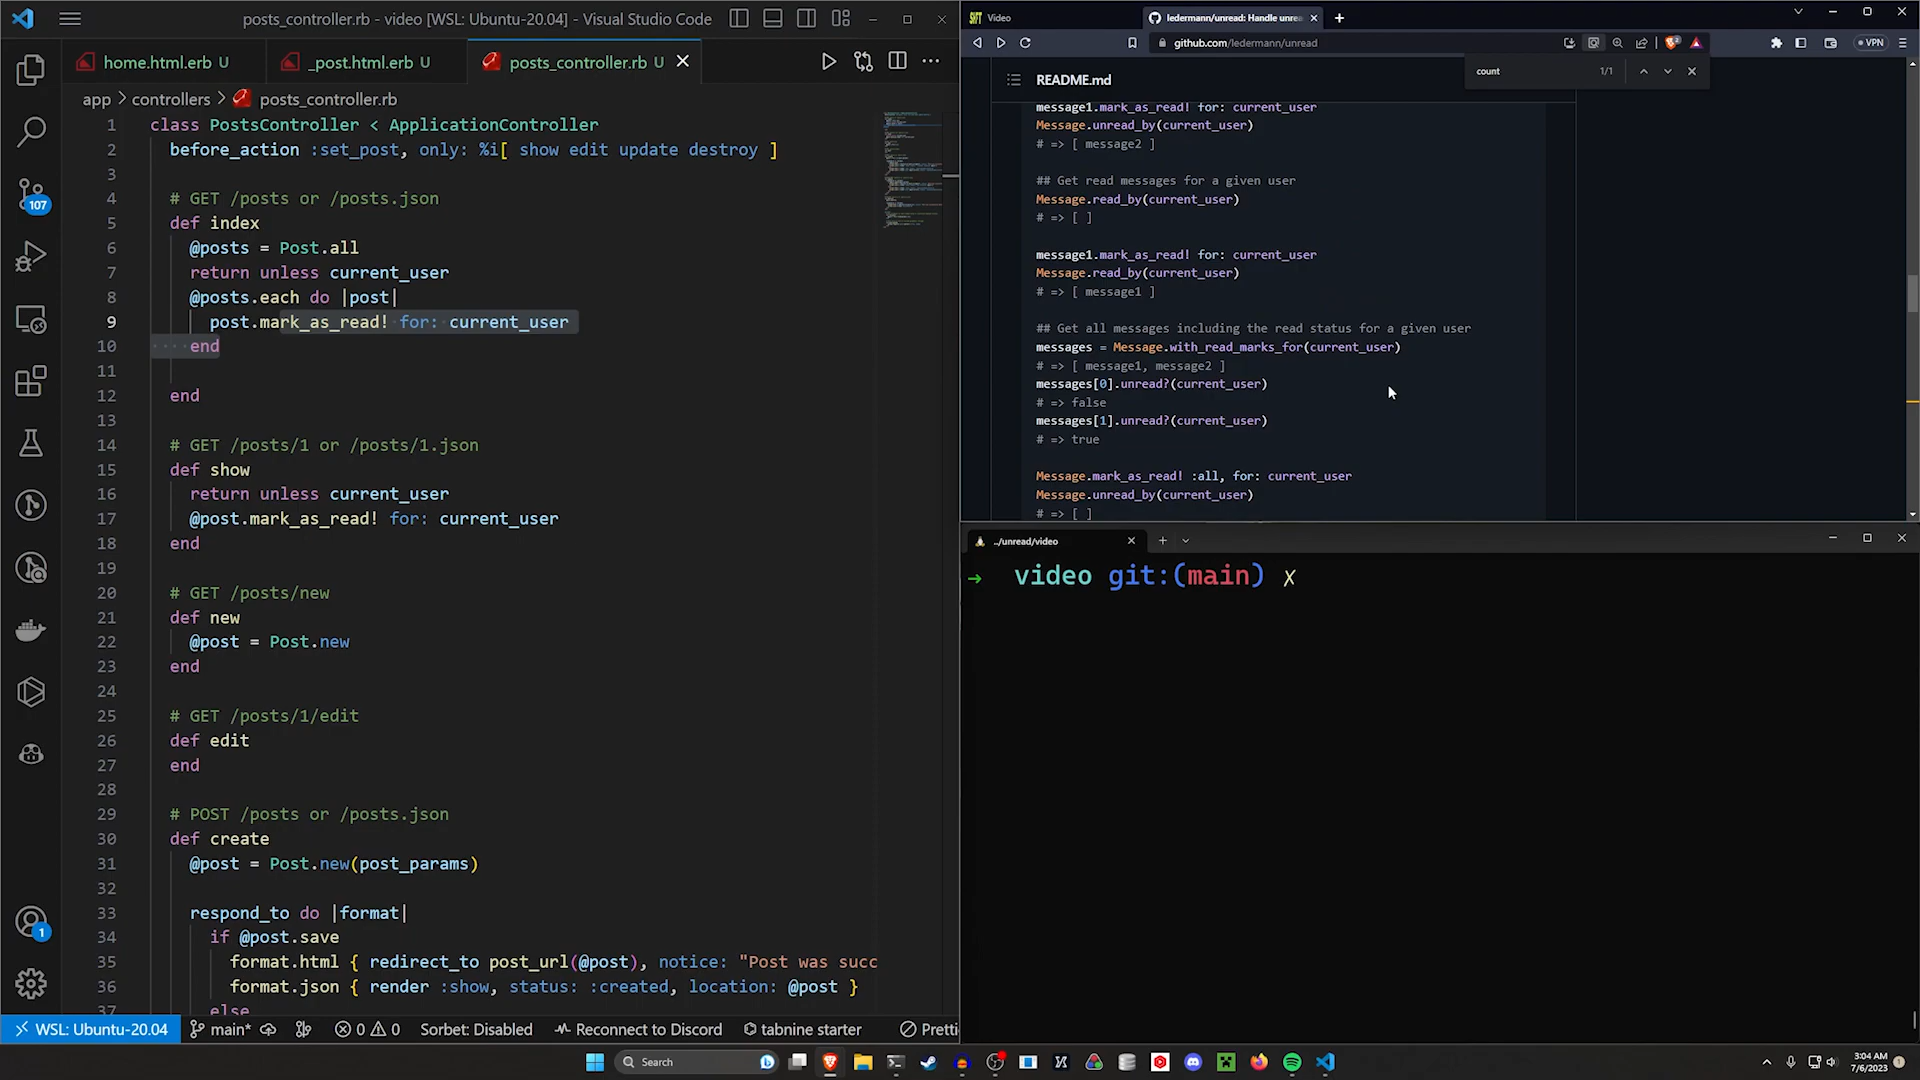 posts_controller.rb - video [WSL: Ubuntu-20.04] - Visual Studio Code
home.html.erb U
_post.html.erb U
posts_controller.rb U
app > controllers > posts_controller.rb
1 class PostsController < ApplicationController
2 before_action :set_post, only: %i[ show edit update destroy ]
3
4 # GET /posts or /posts.json
5 def index
6 @posts = Post.all
7 return unless current_user
8 @posts.each do |post|
9 post.mark_as_read! for: current_user
10 end
11
12 end
13
14 # GET /posts/1 or /posts/1.json
15 def show
16 return unless current_user
17 @post.mark_as_read! for: current_user
18 end
19
20 # GET /posts/new
21 def new
22 @post = Post.new
23 end
24
25 # GET /posts/1/edit
26 def edit
27 end
28
29 # POST /posts or /posts.json
30 def create
31 @post = Post.new(post_params)
32
33 respond_to do |format|
34 if @post.save
35 format.html { redirect_to post_url(@post), notice: "Post was succ
36 format.json { render :show, status: :created, location: @post }
37 else
107
1
WSL: Ubuntu-20.04
main*
0 0
Sorbet: Disabled
Reconnect to Discord
tabnine starter
Pretti
Video
ledermann/unread: Handle unrea
github.com/ledermann/unread
VPN
count
1/1
README.md
message1.mark_as_read! for: current_user
Message.unread_by(current_user)
# => [ message2 ]
## Get read messages for a given user
Message.read_by(current_user)
# => [ ]
message1.mark_as_read! for: current_user
Message.read_by(current_user)
# => [ message1 ]
## Get all messages including the read status for a given user
messages = Message.with_read_marks_for(current_user)
# => [ message1, message2 ]
messages[0].unread?(current_user)
# => false
messages[1].unread?(current_user)
# => true
Message.mark_as_read! :all, for: current_user
Message.unread_by(current_user)
# => [ ]
../unread/video
→ video git:(main) ✗
Search
3:04 AM
7/6/2023